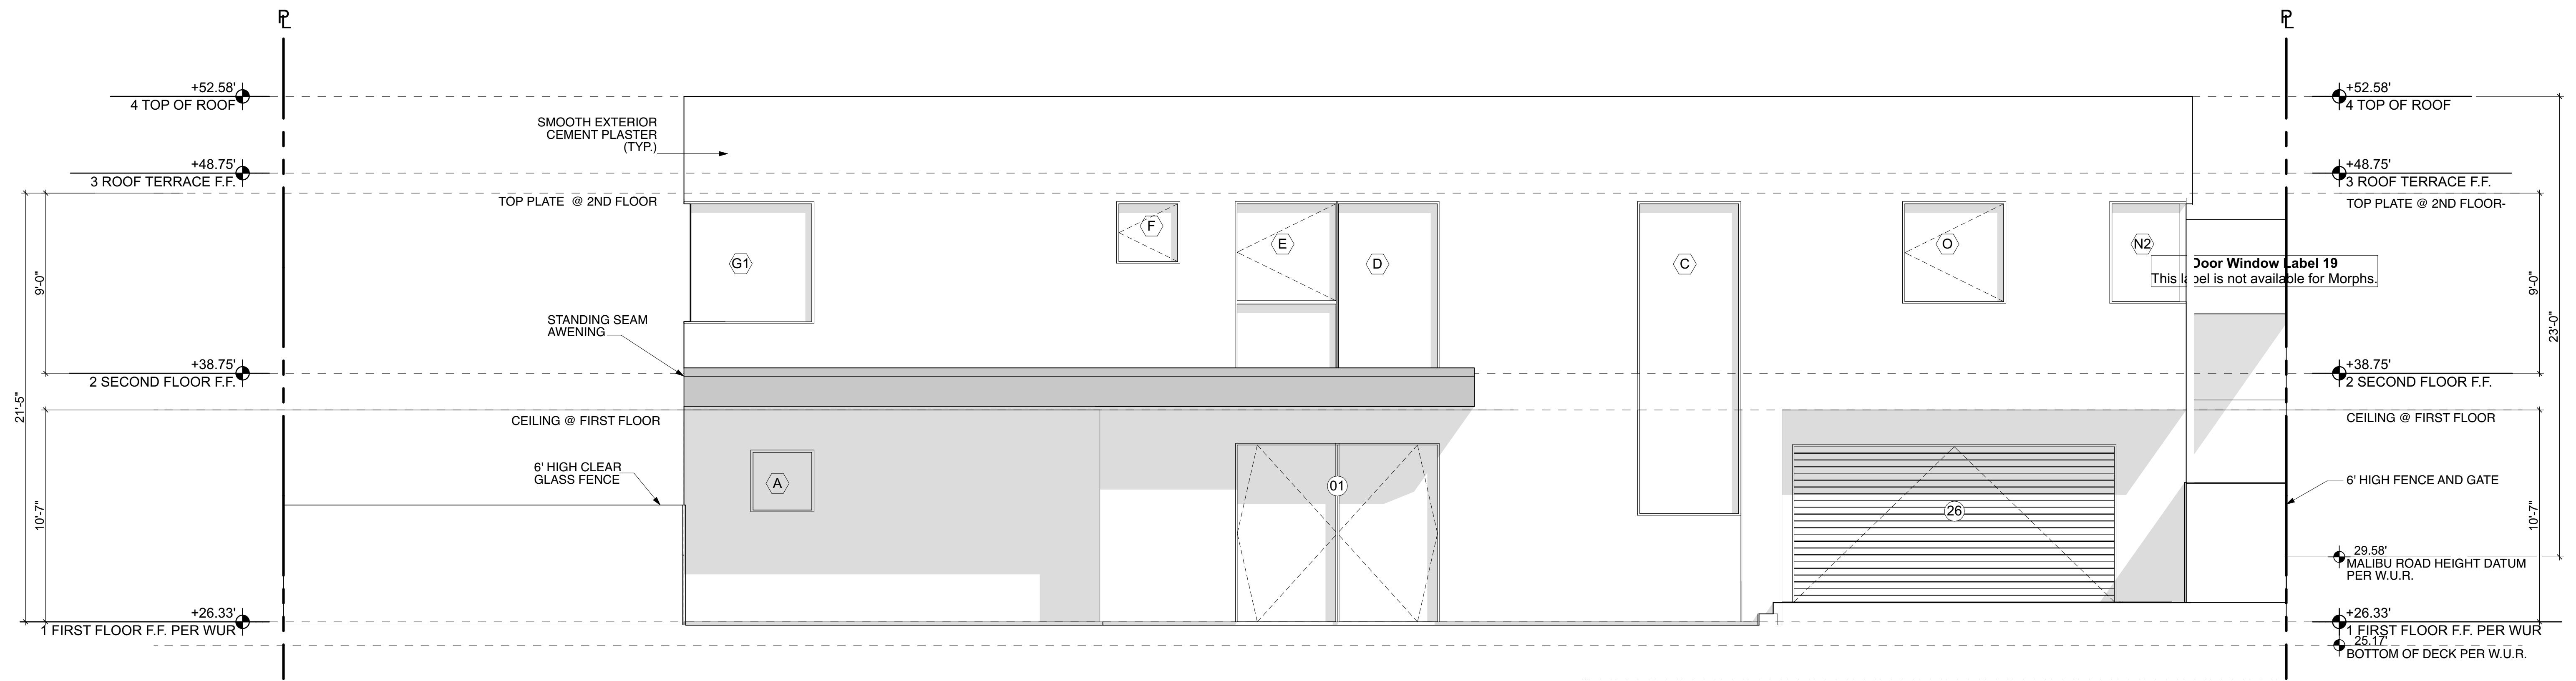 PL
PL
+52.58'
4 TOP OF ROOF
+52.58'
4 TOP OF ROOF
SMOOTH EXTERIOR
CEMENT PLASTER
(TYP.)
+48.75'
3 ROOF TERRACE F.F.
+48.75'
3 ROOF TERRACE F.F.
TOP PLATE @ 2ND FLOOR
TOP PLATE @ 2ND FLOOR-
F
E
O
N2
G1
D
C
Door Window Label 19
This label is not available for Morphs.
9'-0"
9'-0"
23'-0"
STANDING SEAM
AWENING
+38.75'
2 SECOND FLOOR F.F.
+38.75'
2 SECOND FLOOR F.F.
21'-5"
CEILING @ FIRST FLOOR
CEILING @ FIRST FLOOR
6' HIGH CLEAR
GLASS FENCE
A
01
26
6' HIGH FENCE AND GATE
10'-7"
10'-7"
29.58'
MALIBU ROAD HEIGHT DATUM
PER W.U.R.
+26.33'
1 FIRST FLOOR F.F. PER WUR
+26.33'
1 FIRST FLOOR F.F. PER WUR
25.17'
BOTTOM OF DECK PER W.U.R.